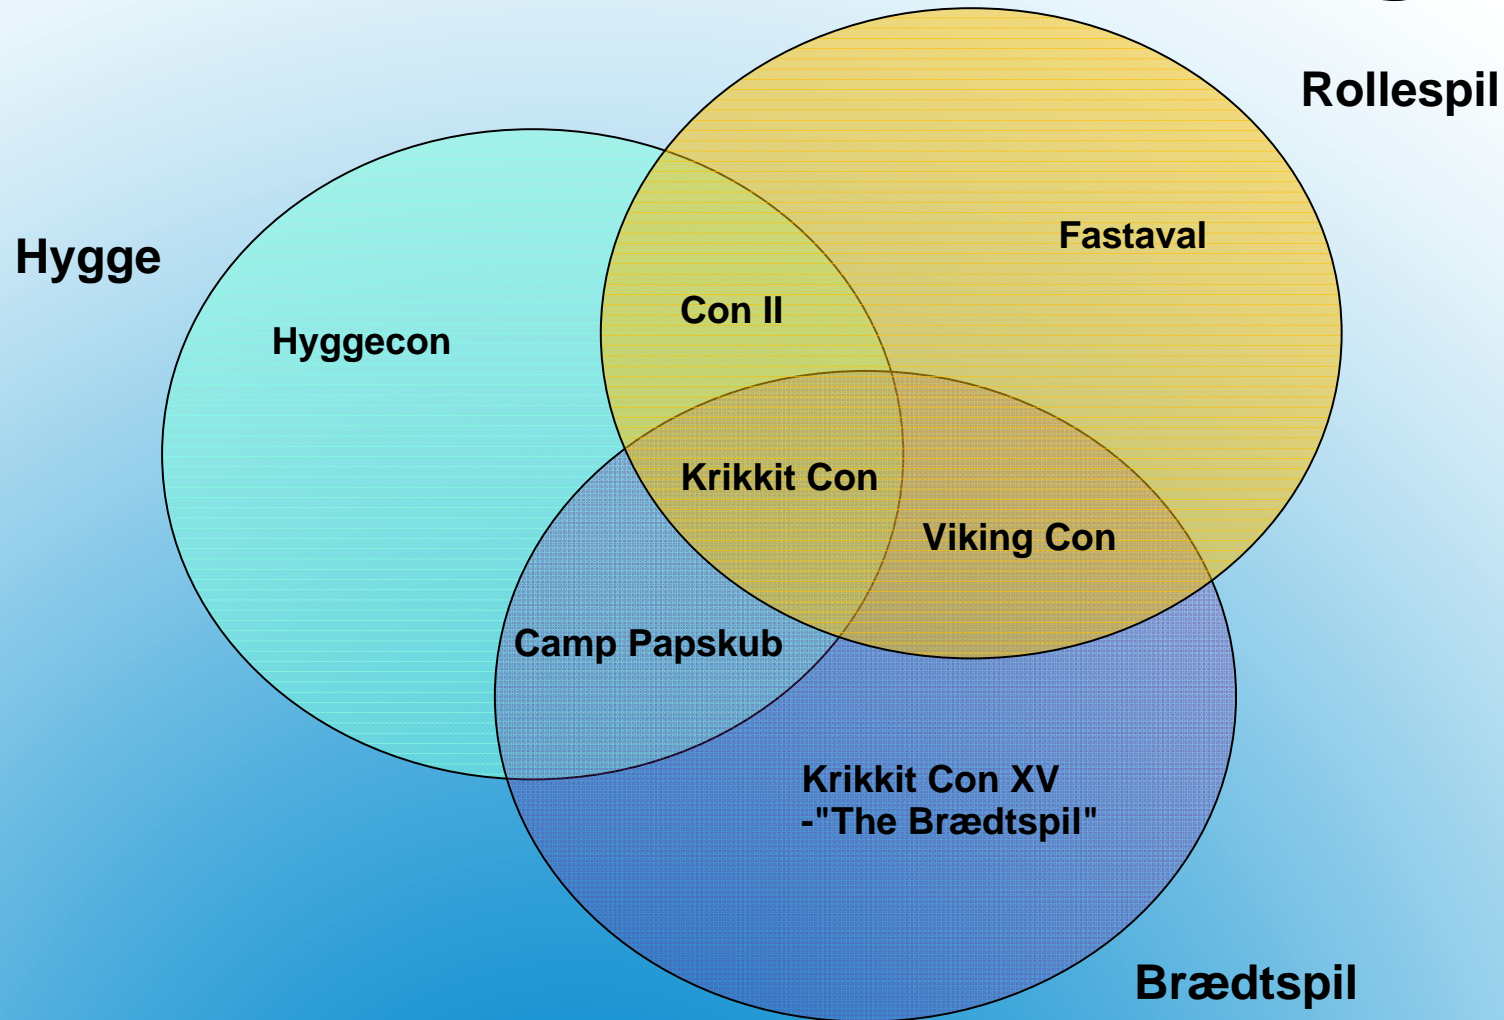 Rollespil
Fastaval
Hygge
Con II
Hyggecon
Krikkit Con
Viking Con
Camp Papskub
Krikkit Con XV
-"The Brædtspil"
Brædtspil